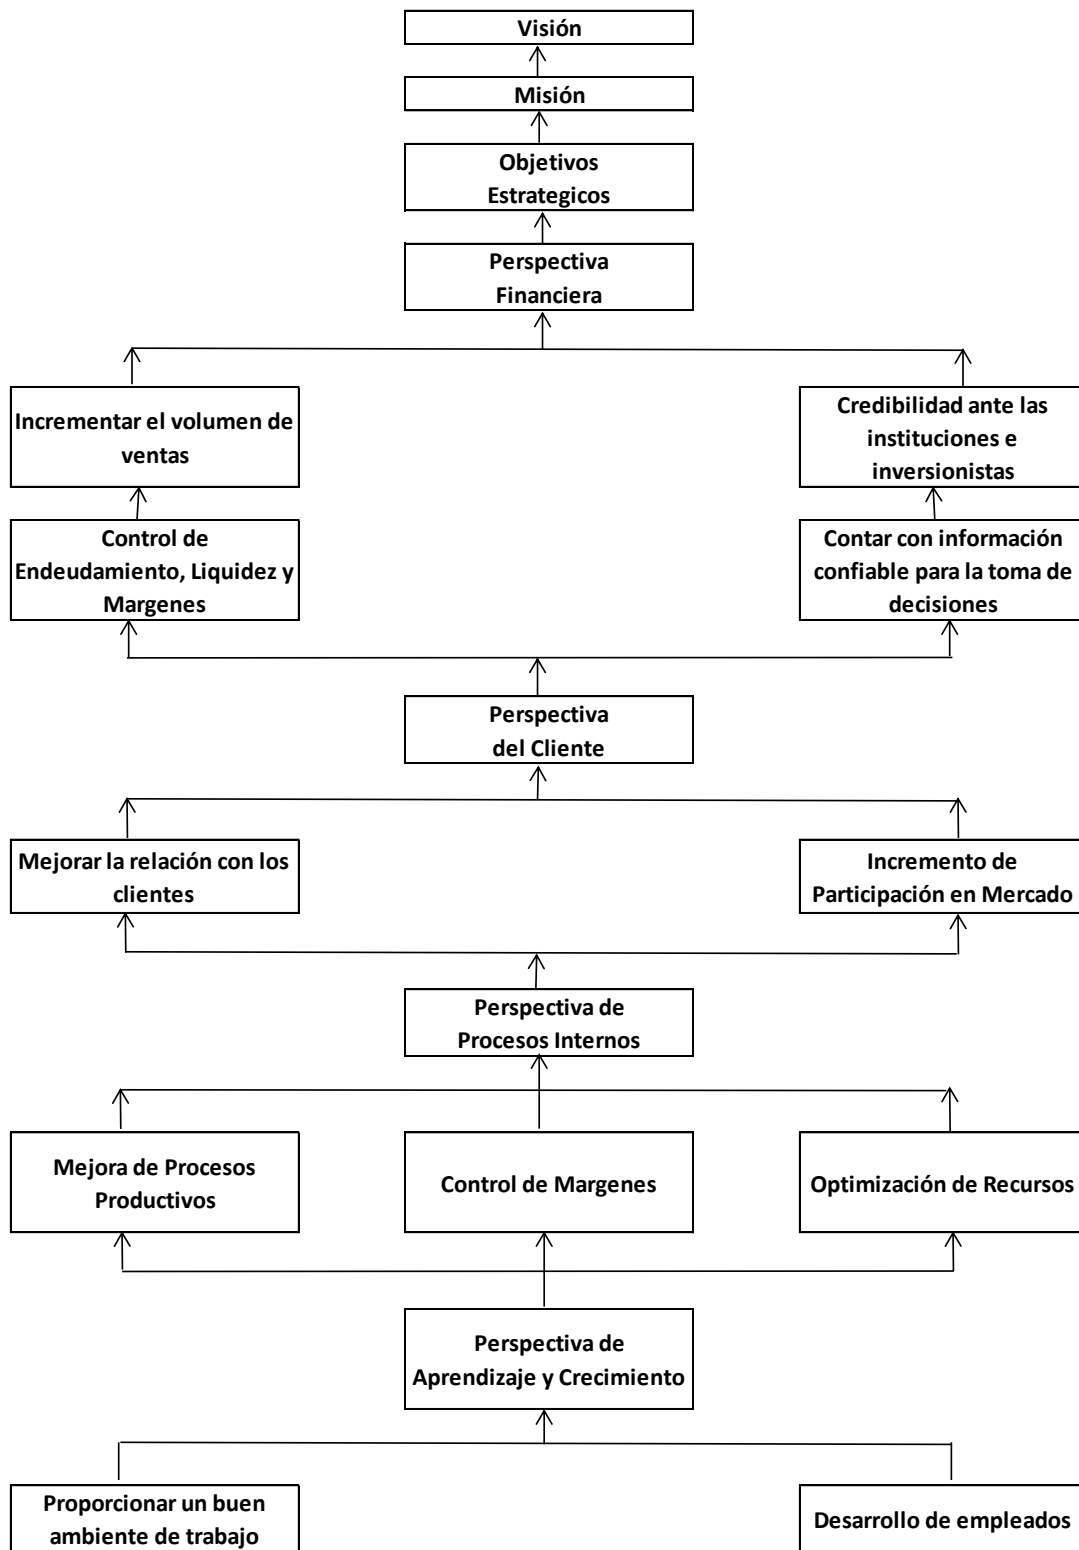 Visión
Misión
Objetivos
Estrategicos
Perspectiva
Financiera
Incrementar el volumen de
ventas
Credibilidad ante las
instituciones e
inversionistas
Control de
Endeudamiento, Liquidez y
Margenes
Contar con información
confiable para la toma de
decisiones
Perspectiva
del Cliente
Mejorar la relación con los
clientes
Incremento de
Participación en Mercado
Perspectiva de
Procesos Internos
Mejora de Procesos
Productivos
Control de Margenes
Optimización de Recursos
Perspectiva de
Aprendizaje y Crecimiento
Proporcionar un buen
ambiente de trabajo
Desarrollo de empleados